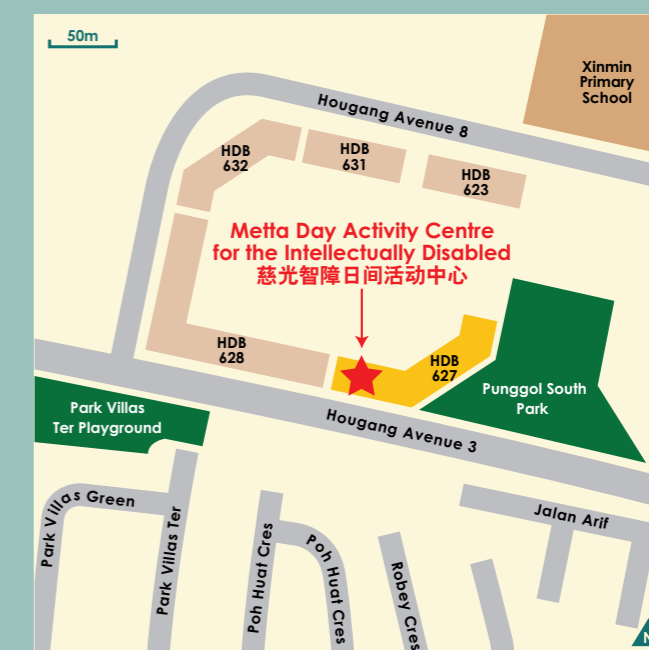 50m
Xinmin
Primary
School
Hougang Avenue 8
HDB
632
HDB
631
HDB
623
Metta Day Activity Centre
for the Intellectually Disabled
慈光智障日间活动中心
HDB
628
HDB
627
Punggol South
Park
Park Villas
Ter Playground
Hougang Avenue 3
Park Villas Green
Park Villas Ter
Poh Huat Cres
Poh Huat Cres
Robey Cres
Jalan Arif